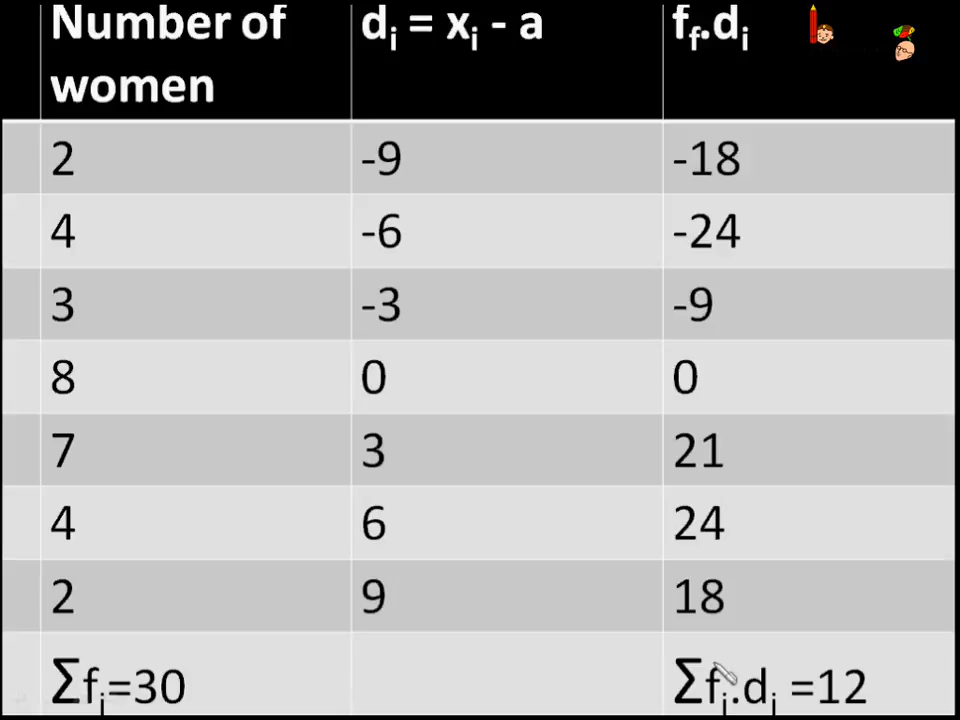 Number of women dᵢ = xᵢ - a f_f.dᵢ
2 -9 -18
4 -6 -24
3 -3 -9
8 0 0
7 3 21
4 6 24
2 9 18
Σfᵢ=30 Σfᵢ.dᵢ =12